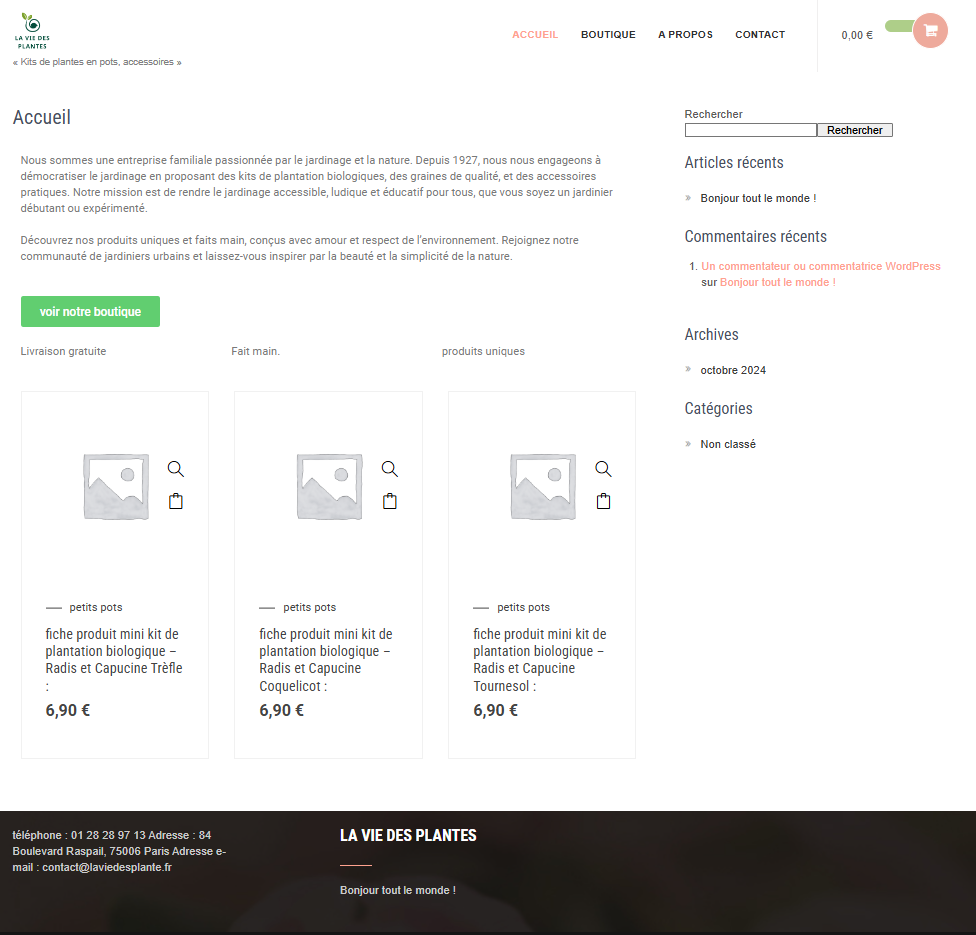 LA VIE DES
PLANTES
« Kits de plantes en pots, accessoires »
ACCUEIL BOUTIQUE A PROPOS CONTACT
0,00 €
Accueil
Nous sommes une entreprise familiale passionnée par le jardinage et la nature. Depuis 1927, nous nous engageons à
démocratiser le jardinage en proposant des kits de plantation biologiques, des graines de qualité, et des accessoires
pratiques. Notre mission est de rendre le jardinage accessible, ludique et éducatif pour tous, que vous soyez un jardinier
débutant ou expérimenté.
Découvrez nos produits uniques et faits main, conçus avec amour et respect de l'environnement. Rejoignez notre
communauté de jardiniers urbains et laissez-vous inspirer par la beauté et la simplicité de la nature.
voir notre boutique
Livraison gratuite
Fait main.
produits uniques
petits pots
fiche produit mini kit de
plantation biologique –
Radis et Capucine Trèfle
:
6,90 €
petits pots
fiche produit mini kit de
plantation biologique –
Radis et Capucine
Coquelicot :
6,90 €
petits pots
fiche produit mini kit de
plantation biologique –
Radis et Capucine
Tournesol :
6,90 €
Rechercher
Rechercher
Articles récents
» Bonjour tout le monde !
Commentaires récents
1. Un commentateur ou commentatrice WordPress
sur Bonjour tout le monde !
Archives
» octobre 2024
Catégories
» Non classé
téléphone : 01 28 28 97 13 Adresse : 84
Boulevard Raspail, 75006 Paris Adresse e-
mail : contact@laviedesplante.fr
LA VIE DES PLANTES
Bonjour tout le monde !